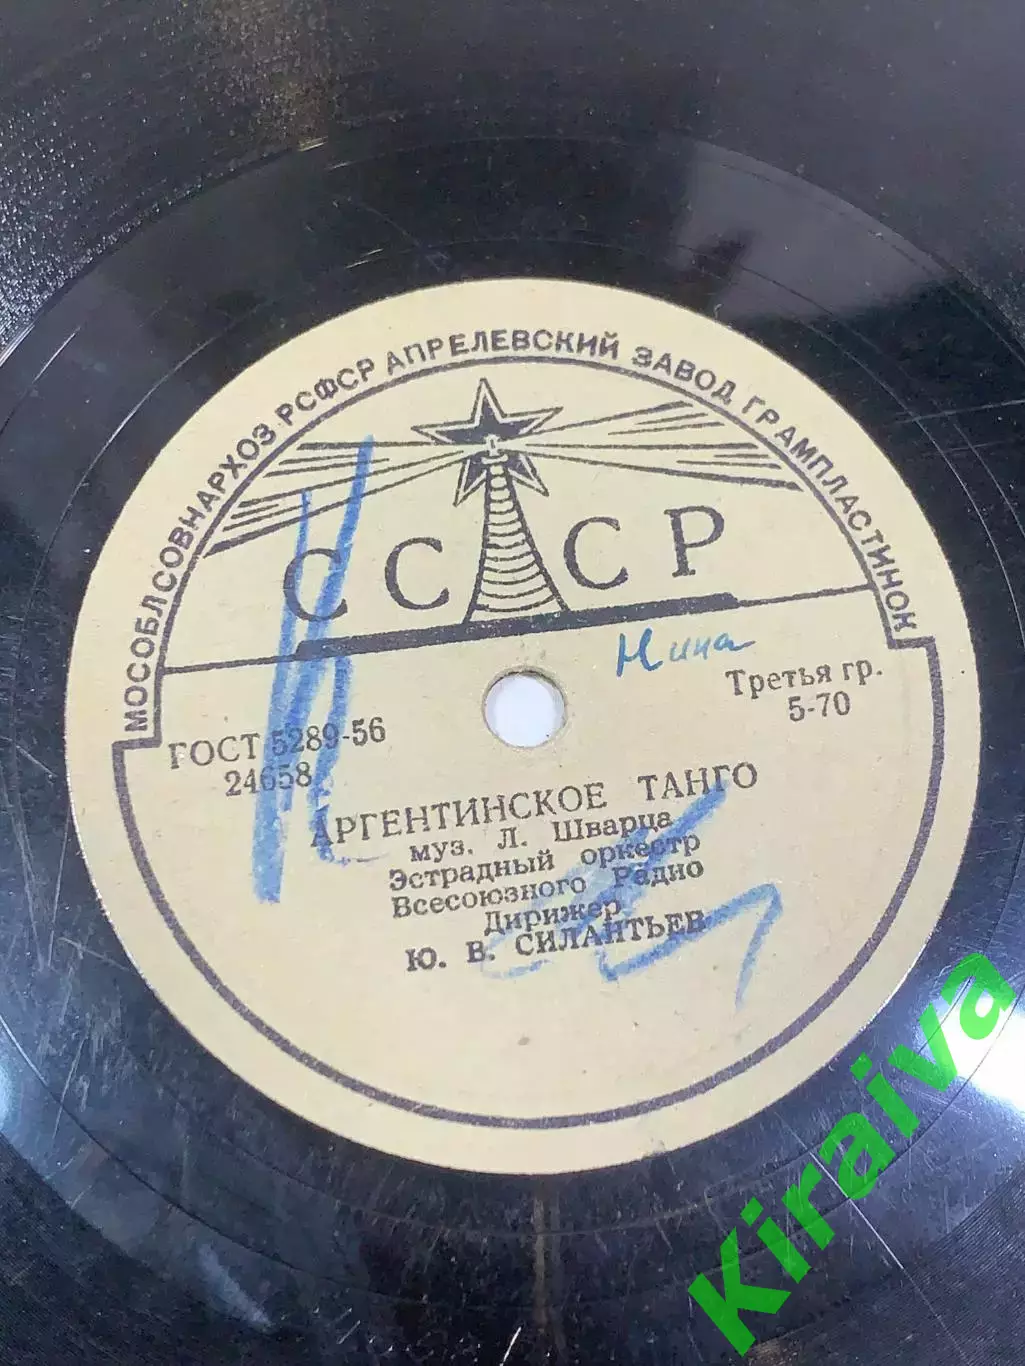 МОСОБЛСОВНАРХОЗ РСФСР АПРЕЛЕВСКИЙ ЗАВОД ГРАМПЛАСТИНОК
СССР
Нина
ГОСТ 5289-56
24658
Третья гр.
5-70
АРГЕНТИНСКОЕ ТАНГО
муз. Л. Шварца
Эстрадный оркестр
Всесоюзного Радио
Дирижер
Ю. В. СИЛАНТЬЕВ
Kiraiva